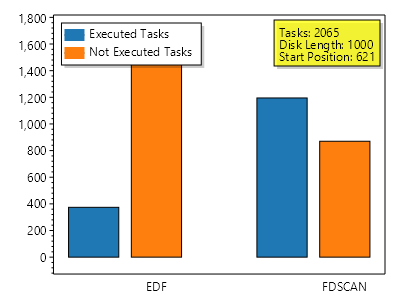 1,800
1,600
1,400
1,200
1,000
800
600
400
200
0
Executed Tasks
Not Executed Tasks
Tasks: 2065
Disk Length: 1000
Start Position: 621
EDF
FDSCAN